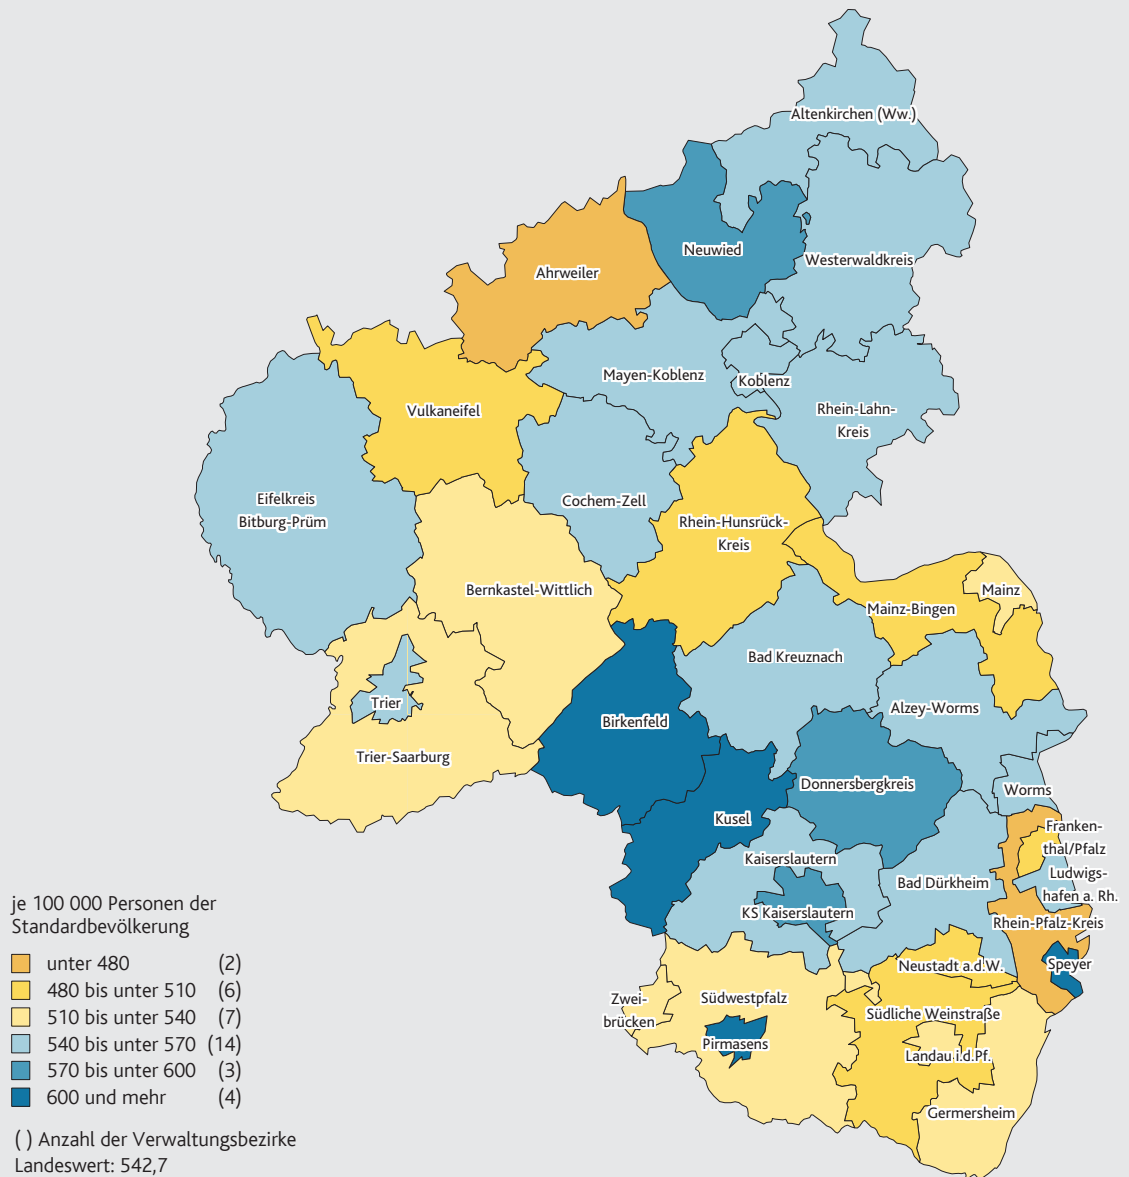 Altenkirchen (Ww.)
Neuwied
Westerwaldkreis
Ahrweiler
Mayen-Koblenz
Koblenz
Vulkaneifel
Rhein-Lahn-
Kreis
Eifelkreis
Bitburg-Prüm
Cochem-Zell
Rhein-Hunsrück-
Kreis
Bernkastel-Wittlich
Mainz
Mainz-Bingen
Bad Kreuznach
Trier
Alzey-Worms
Birkenfeld
Trier-Saarburg
Donnersbergkreis
Worms
Kusel
Franken-
thal/Pfalz
Kaiserslautern
Ludwigs-
hafen a. Rh.
Bad Dürkheim
KS Kaiserslautern
Rhein-Pfalz-Kreis
Neustadt a.d.W.
Speyer
Zwei-
brücken
Südwestpfalz
Südliche Weinstraße
Pirmasens
Landau i.d.Pf.
Germersheim
je 100 000 Personen der
Standardbevölkerung
unter 480 (2)
480 bis unter 510 (6)
510 bis unter 540 (7)
540 bis unter 570 (14)
570 bis unter 600 (3)
600 und mehr (4)
( ) Anzahl der Verwaltungsbezirke
Landeswert: 542,7